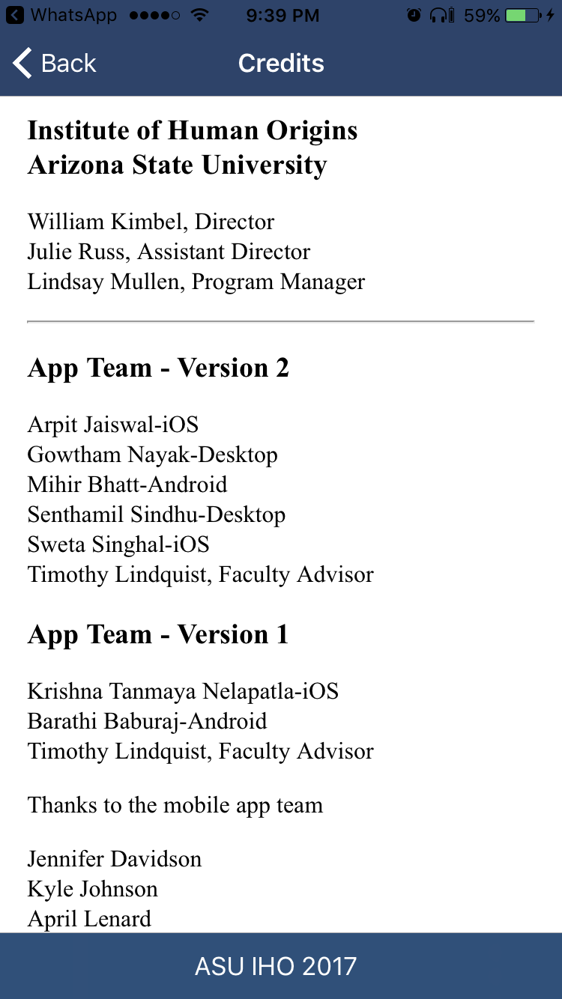 WhatsApp 9:39 PM 59%
Back Credits
Institute of Human Origins
Arizona State University
William Kimbel, Director
Julie Russ, Assistant Director
Lindsay Mullen, Program Manager
App Team - Version 2
Arpit Jaiswal-iOS
Gowtham Nayak-Desktop
Mihir Bhatt-Android
Senthamil Sindhu-Desktop
Sweta Singhal-iOS
Timothy Lindquist, Faculty Advisor
App Team - Version 1
Krishna Tanmaya Nelapatla-iOS
Barathi Baburaj-Android
Timothy Lindquist, Faculty Advisor
Thanks to the mobile app team
Jennifer Davidson
Kyle Johnson
April Lenard
ASU IHO 2017